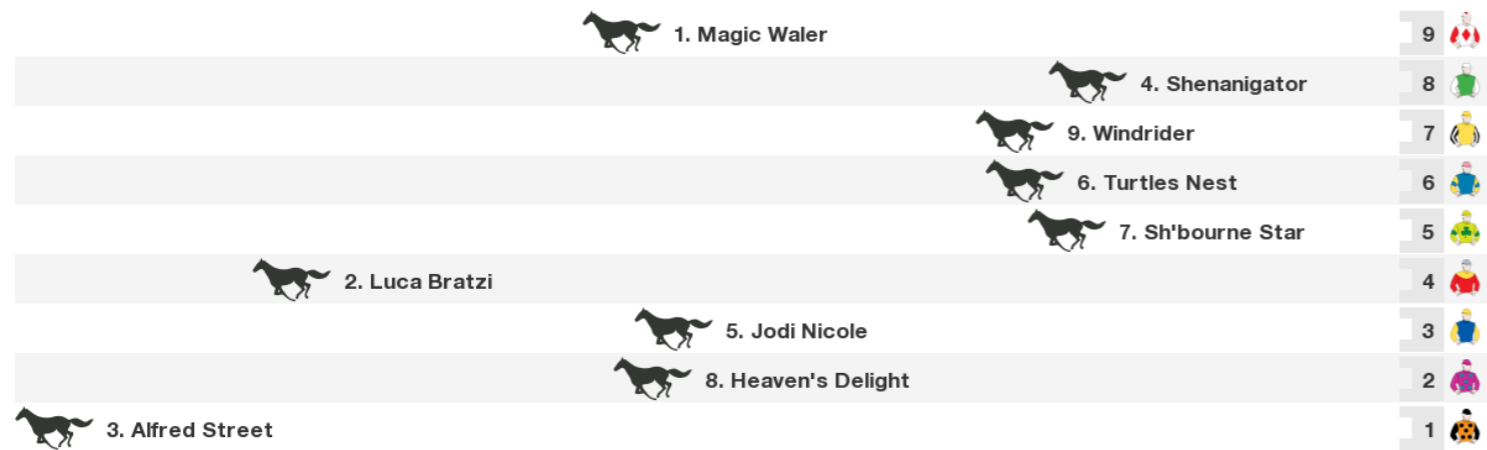 1. Magic Waler 9
4. Shenanigator 8
9. Windrider 7
6. Turtles Nest 6
7. Sh'bourne Star 5
2. Luca Bratzi 4
5. Jodi Nicole 3
8. Heaven's Delight 2
3. Alfred Street 1